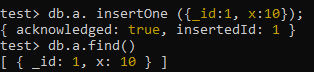 test> db.a. insertOne ({_id:1, x:10});
{ acknowledged: true, insertedId: 1 }
test> db.a.find()
[ { _id: 1, x: 10 } ]